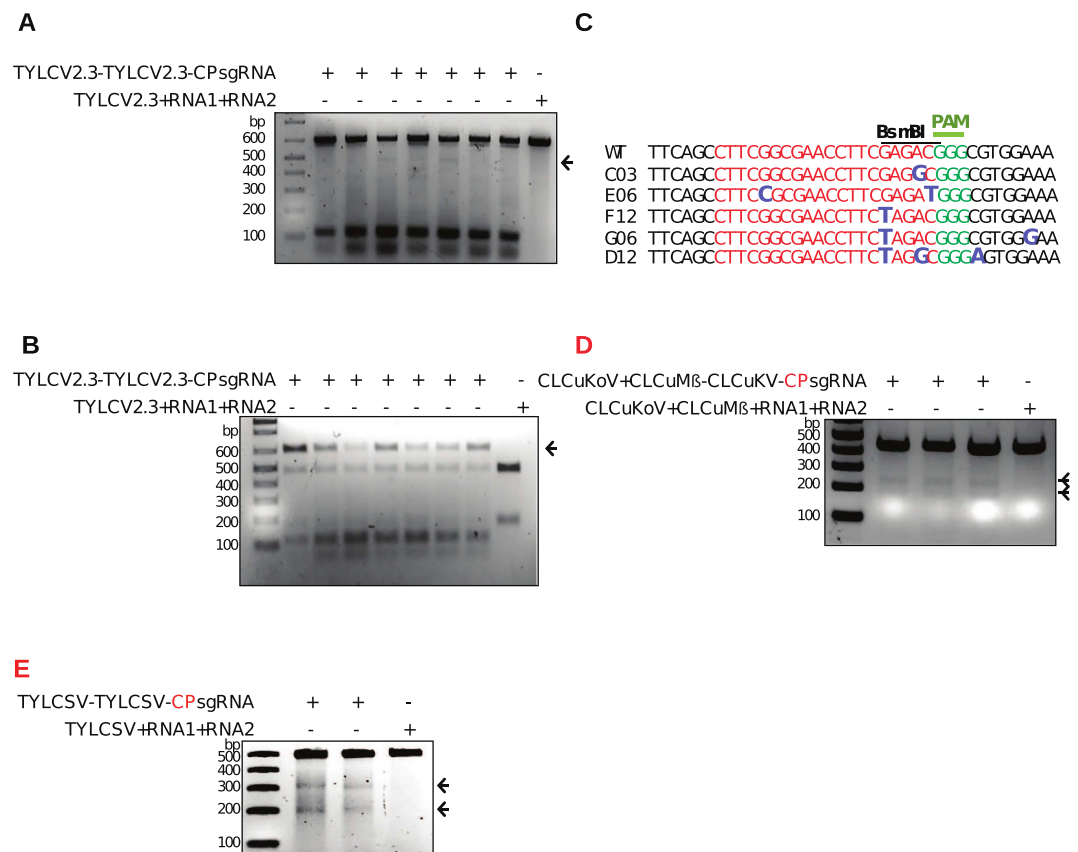 A
TYLCV2.3-TYLCV2.3-CPsgRNA + + + + + + + -
TYLCV2.3+RNA1+RNA2 - - - - - - - +
bp
600
500
400
300
200
100
C
PAM
BsmBI
WT TTCAGCCTTCGGCGAACCTTCGAGACGGGCGTGGAAA
C03 TTCAGCCTTCGGCGAACCTTCGAGGCGGGCGTGGAAA
E06 TTCAGCCTTCCGCGAACCTTCGAGATGGGCGTGGAAA
F12 TTCAGCCTTCGGCGAACCTTCTAGACGGGCGTGGAAA
G06 TTCAGCCTTCGGCGAACCTTCTAGACGGGCGTGGGAA
D12 TTCAGCCTTCGGCGAACCTTCTAGGCGGGAGTGGAAA
B
TYLCV2.3-TYLCV2.3-CPsgRNA + + + + + + + -
TYLCV2.3+RNA1+RNA2 - - - - - - - +
bp
600
500
400
300
200
100
D
CLCuKoV+CLCuMß-CLCuKV-CPsgRNA + + + -
CLCuKoV+CLCuMß+RNA1+RNA2 - - - +
bp
500
400
300
200
100
E
TYLCSV-TYLCSV-CPsgRNA + + -
TYLCSV+RNA1+RNA2 - - +
bp
500
400
300
200
100